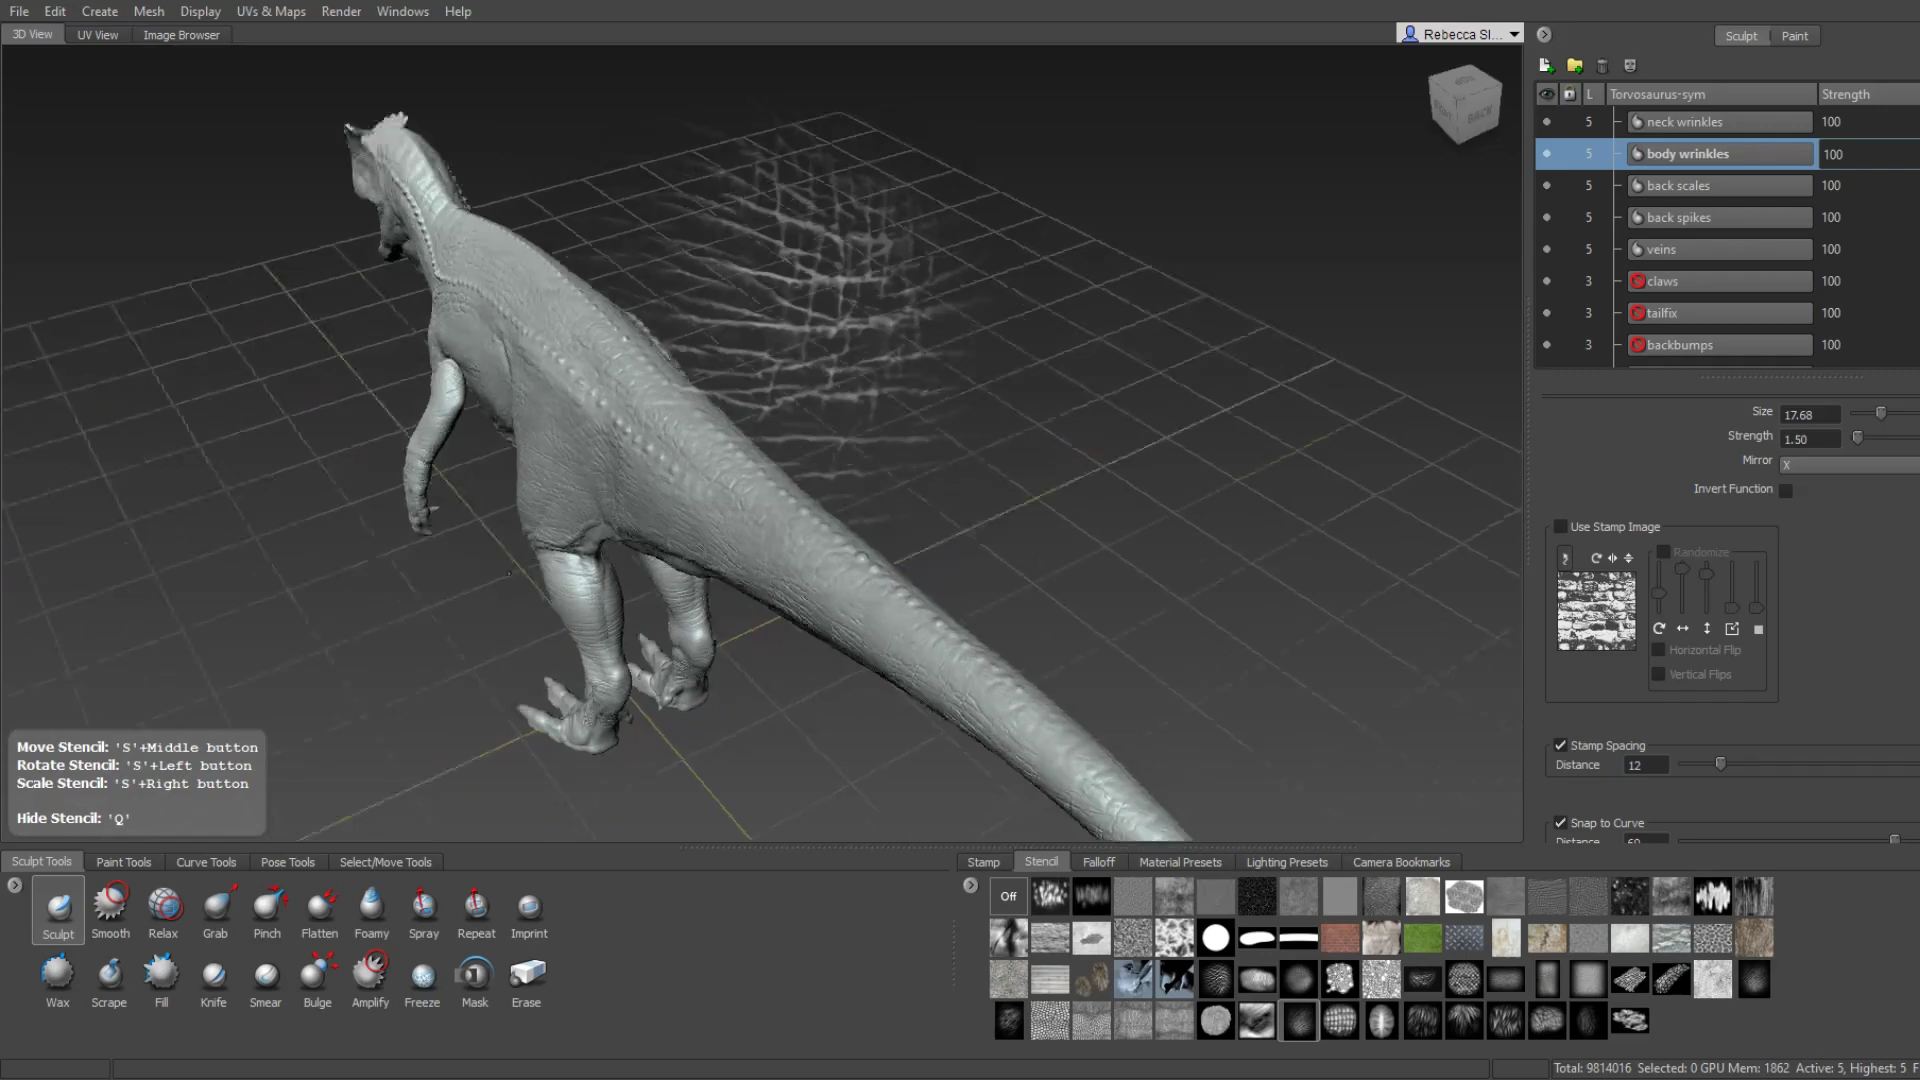 File Edit Create Mesh Display UVs & Maps Render Windows Help
3D View UV View Image Browser
Rebecca Sl...
Sculpt Paint
L Torvosaurus-sym Strength
5 neck wrinkles 100
5 body wrinkles 100
5 back scales 100
5 back spikes 100
5 veins 100
3 claws 100
3 tailfix 100
3 backbumps 100
BACK
Size 17.68
Strength 1.50
Mirror X
Invert Function
Use Stamp Image
Randomize
Horizontal Flip
Vertical Flips
Stamp Spacing
Distance 12
Snap to Curve
Distance 60
Move Stencil: 'S'+Middle button
Rotate Stencil: 'S'+Left button
Scale Stencil: 'S'+Right button
Hide Stencil: 'Q'
Sculpt Tools Paint Tools Curve Tools Pose Tools Select/Move Tools
Sculpt Smooth Relax Grab Pinch Flatten Foamy Spray Repeat Imprint
Wax Scrape Fill Knife Smear Bulge Amplify Freeze Mask Erase
Stamp Stencil Falloff Material Presets Lighting Presets Camera Bookmarks
Off
Total: 9814016 Selected: 0 GPU Mem: 1862 Active: 5, Highest: 5 F